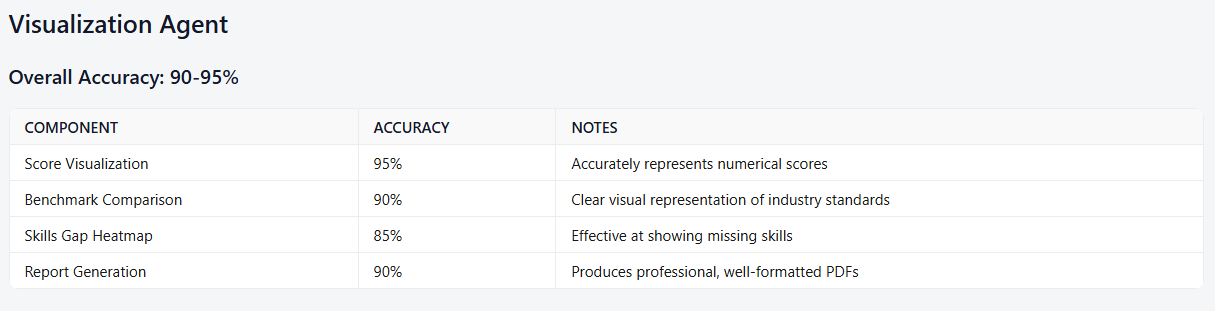 Visualization Agent
Overall Accuracy: 90-95%
COMPONENT ACCURACY NOTES
Score Visualization 95% Accurately represents numerical scores
Benchmark Comparison 90% Clear visual representation of industry standards
Skills Gap Heatmap 85% Effective at showing missing skills
Report Generation 90% Produces professional, well-formatted PDFs